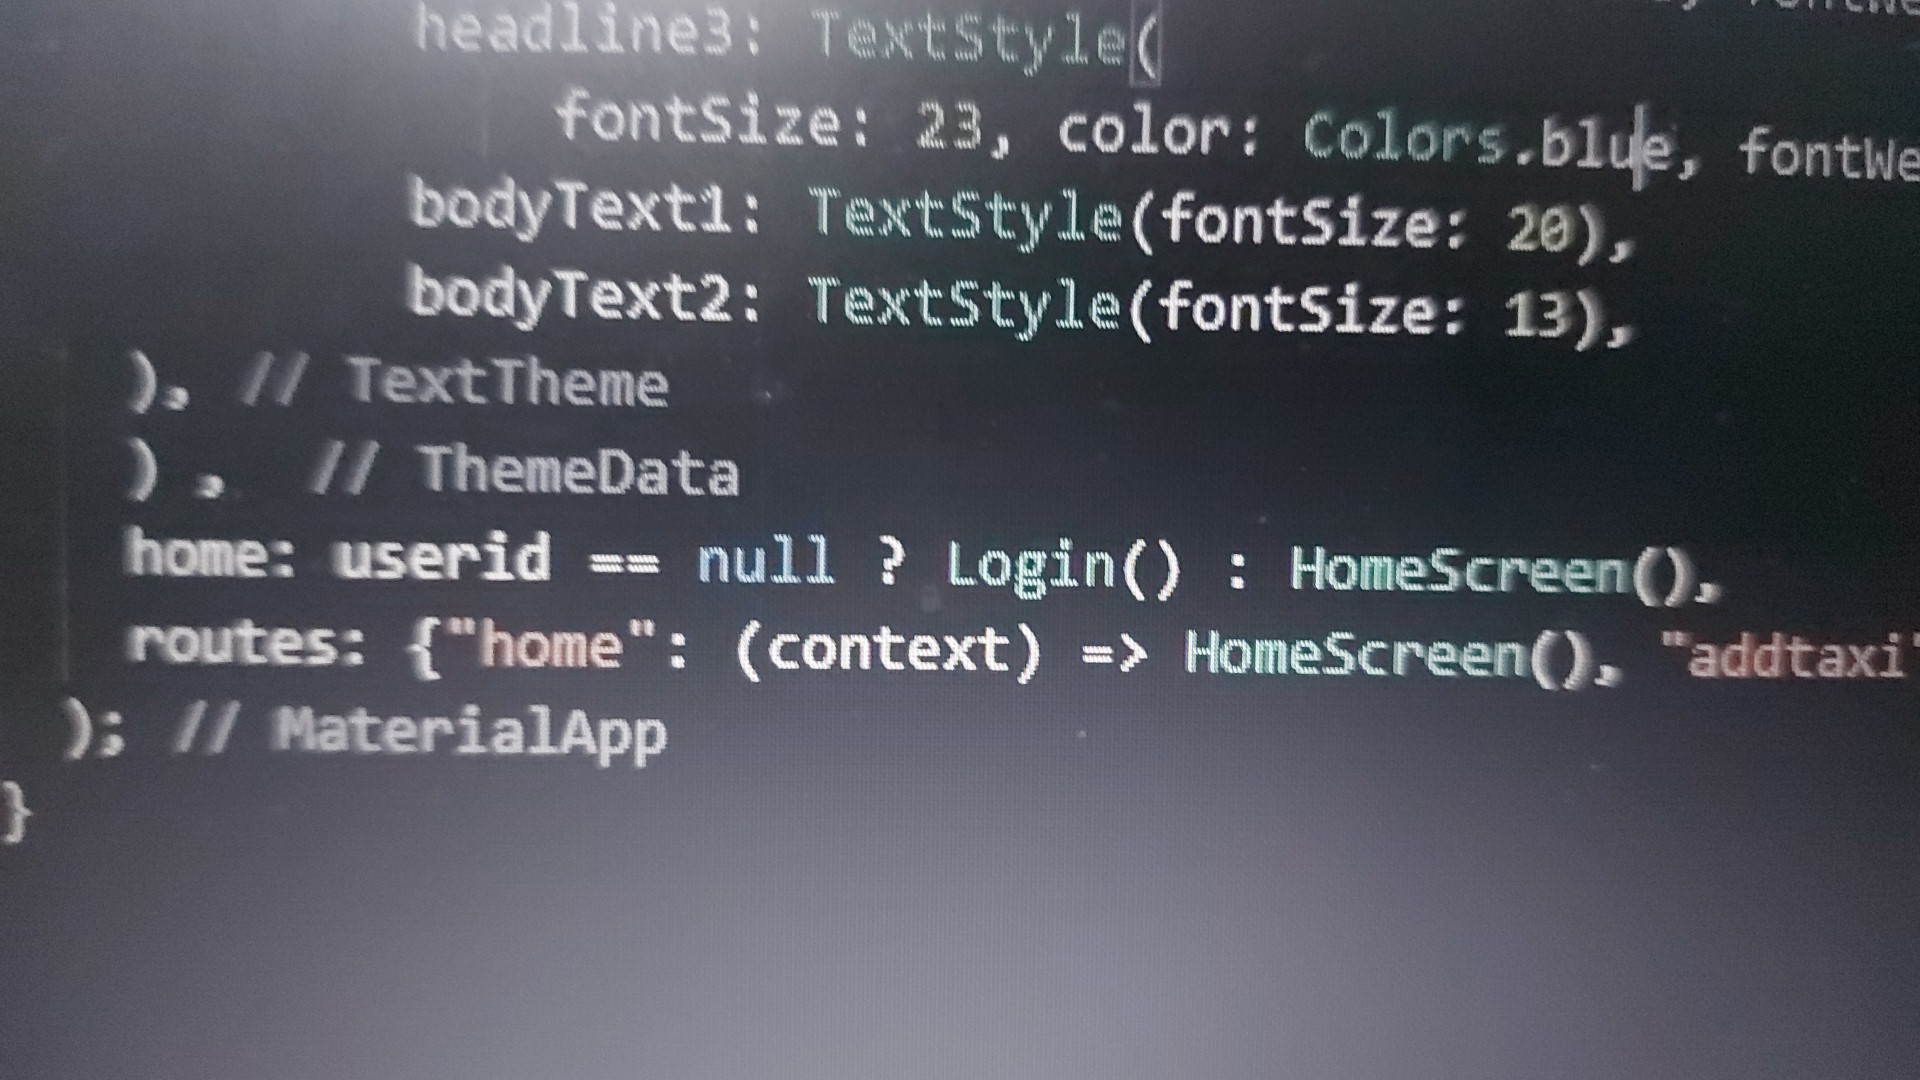 headline3: TextStyle(
fontSize: 23, color: Colors.blue, fontWe
bodyText1: TextStyle(fontSize: 20),
bodyText2: TextStyle(fontSize: 13),
), // TextTheme
) , // ThemeData
home: userid == null ? Login() : HomeScreen(),
routes: {"home": (context) => HomeScreen(), "addtaxi"
); // MaterialApp
}